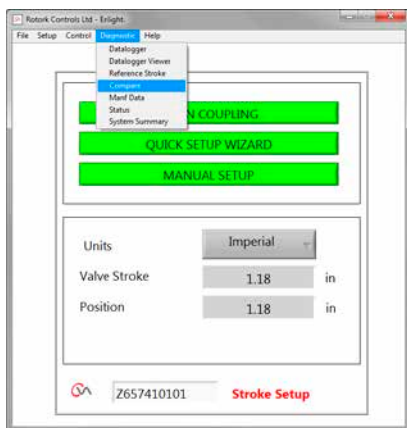 Rotork Controls Ltd - Enlight.
File Setup Control Diagnostic Help
Datalogger
Datalogger Viewer
Reference Stroke
Compare
Manf Data
Status
System Summary
N COUPLING
QUICK SETUP WIZARD
MANUAL SETUP
Units Imperial
Valve Stroke 1.18 in
Position 1.18 in
Z657410101 Stroke Setup